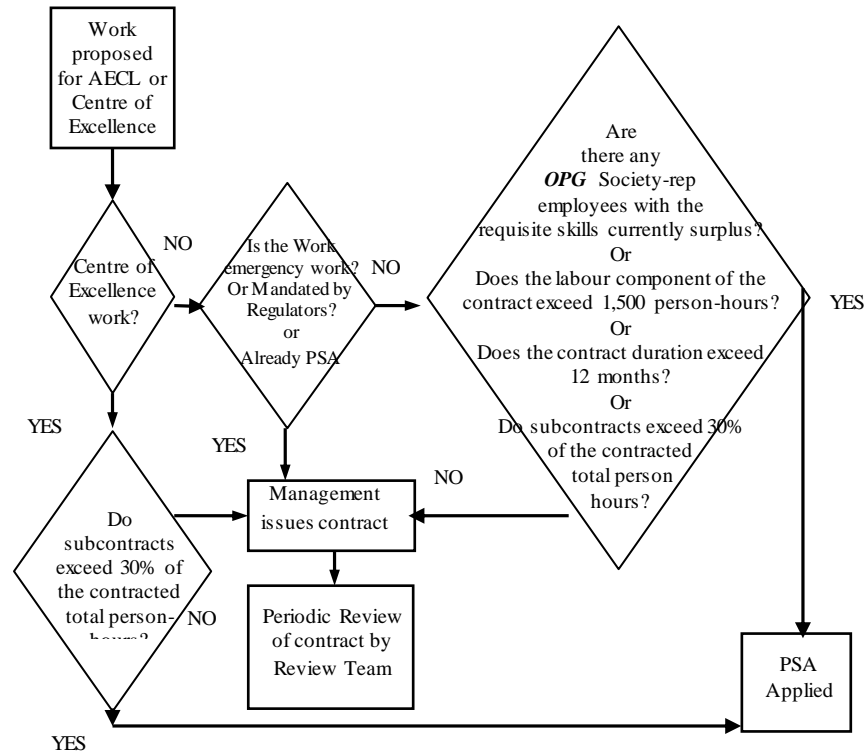 Work
proposed
for AECL or
Centre of
Excellence
NO
Centre of
Excellence
work?
YES
Is the Work
emergency work?
Or Mandated by
Regulators?
or
Already PSA
NO
YES
Are
there any
OPG Society-rep
employees with the
requisite skills currently surplus?
Or
Does the labour component of the
contract exceed 1,500 person-hours?
Or
Does the contract duration exceed
12 months?
Or
Do subcontracts exceed 30%
of the contracted
total person
hours?
YES
NO
Do
subcontracts
exceed 30% of
the contracted
total person-
hours?
NO
YES
Management
issues contract
Periodic Review
of contract by
Review Team
PSA
Applied